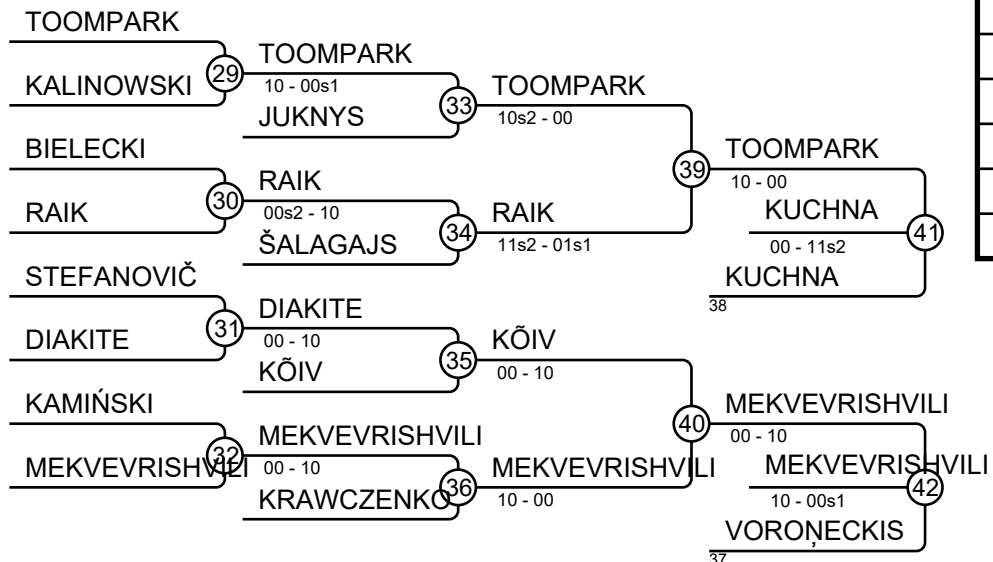 TOOMPARK
29
KALINOWSKI
TOOMPARK
10 - 00s1
33
JUKNYS
TOOMPARK
10s2 - 00
BIELECKI
30
RAIK
RAIK
00s2 - 10
34
ŠALAGAJS
RAIK
11s2 - 01s1
39
TOOMPARK
10 - 00
KUCHNA
00 - 11s2
41
KUCHNA
38
STEFANOVIČ
31
DIAKITE
DIAKITE
00 - 10
35
KÕIV
KÕIV
00 - 10
KAMIŃSKI
32
MEKVEVRISHVILI
MEKVEVRISHVILI
00 - 10
36
KRAWCZENKO
MEKVEVRISHVILI
10 - 00
40
MEKVEVRISHVILI
00 - 10
MEKVEVRISHVILI
10 - 00s1
42
VOROŅECKIS
37